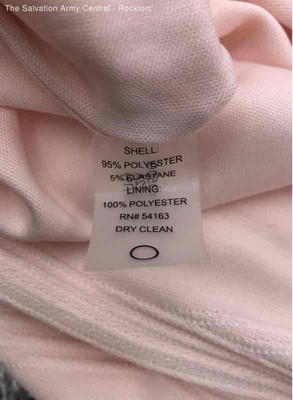 The Salvation Army Central - Rockford
SHELL:
95% POLYESTER
5% ELASTANE
LINING:
100% POLYESTER
RN# 54163
DRY CLEAN